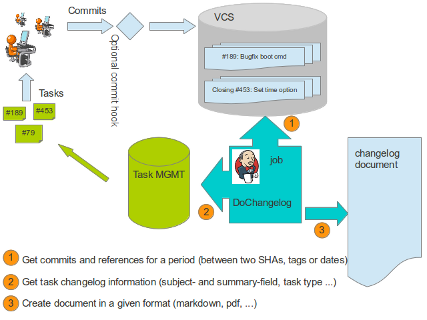 Commits
VCS
Optional commit hook
#189: Bugfix boot cmd
Closing #453: Set time option
Tasks
#189
#453
#79
1
job
changelog
document
Task MGMT
DoChangelog
2
3
1 Get commits and references for a period (between two SHAs, tags or dates)
2 Get task changelog information (subject- and summary-field, task type ...)
3 Create document in a given format (markdown, pdf, ...)